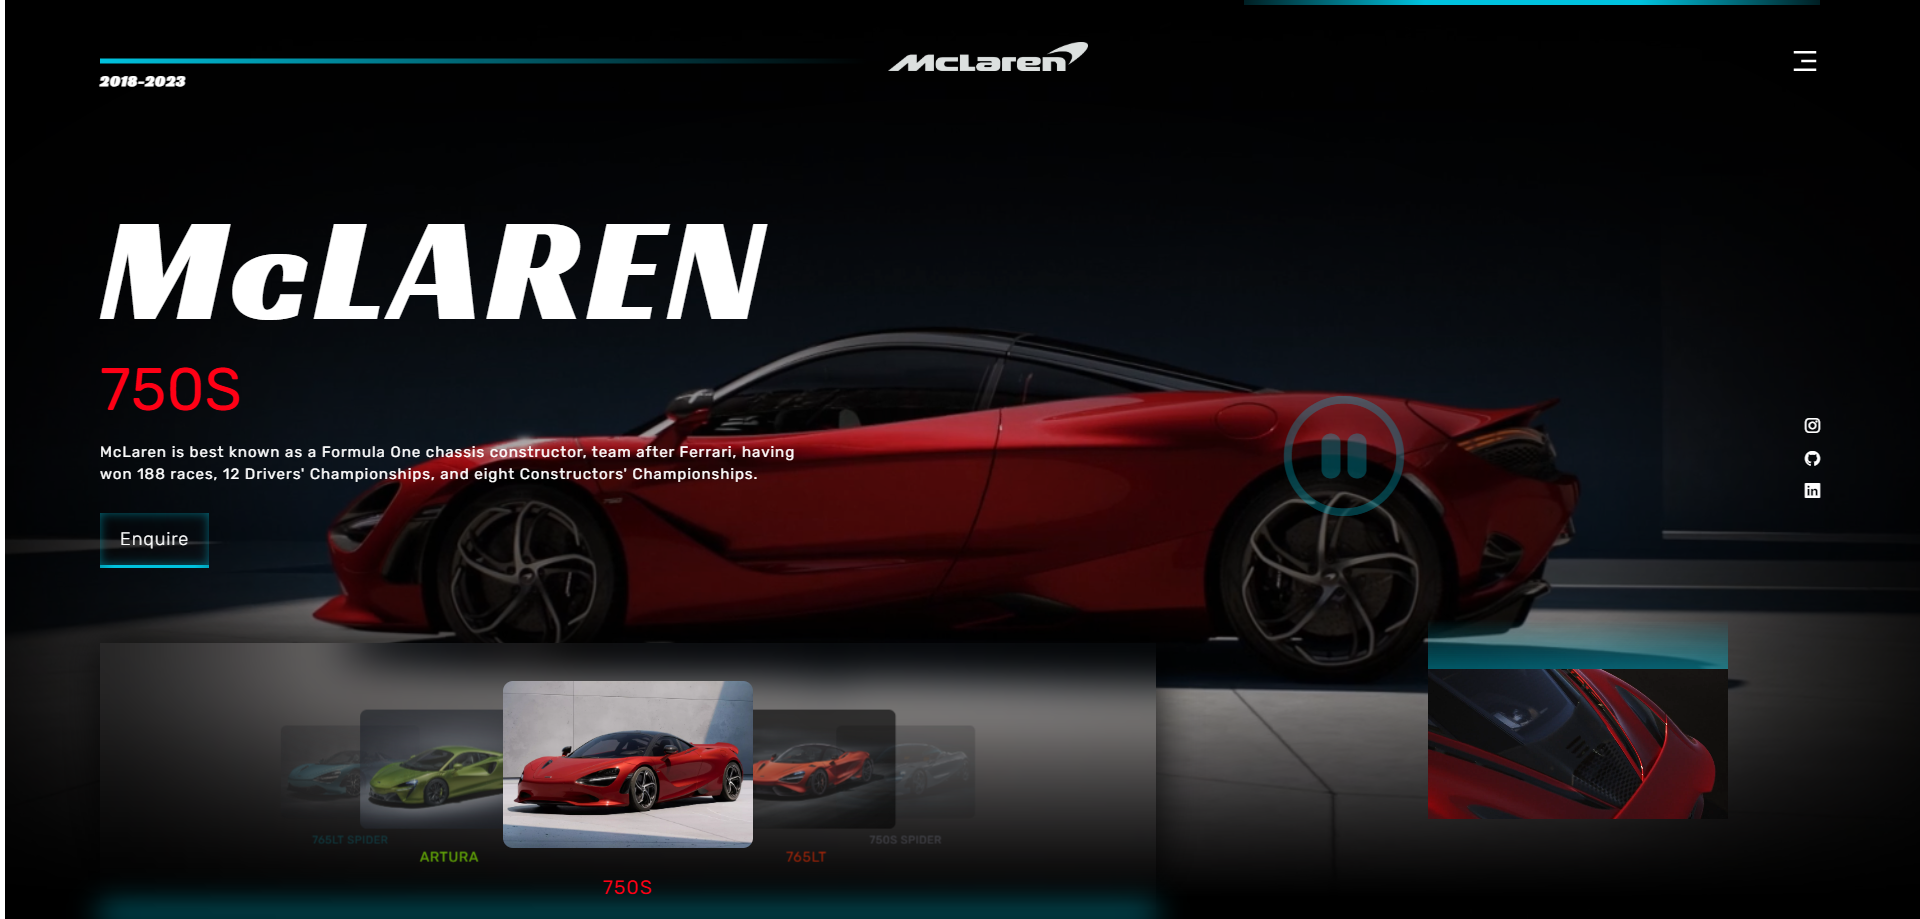 McLaren
2018-2023
McLAREN
750S
McLaren is best known as a Formula One chassis constructor, team after Ferrari, having
won 188 races, 12 Drivers' Championships, and eight Constructors' Championships.
Enquire
765LT SPIDER
ARTURA
750S
765LT
750S SPIDER